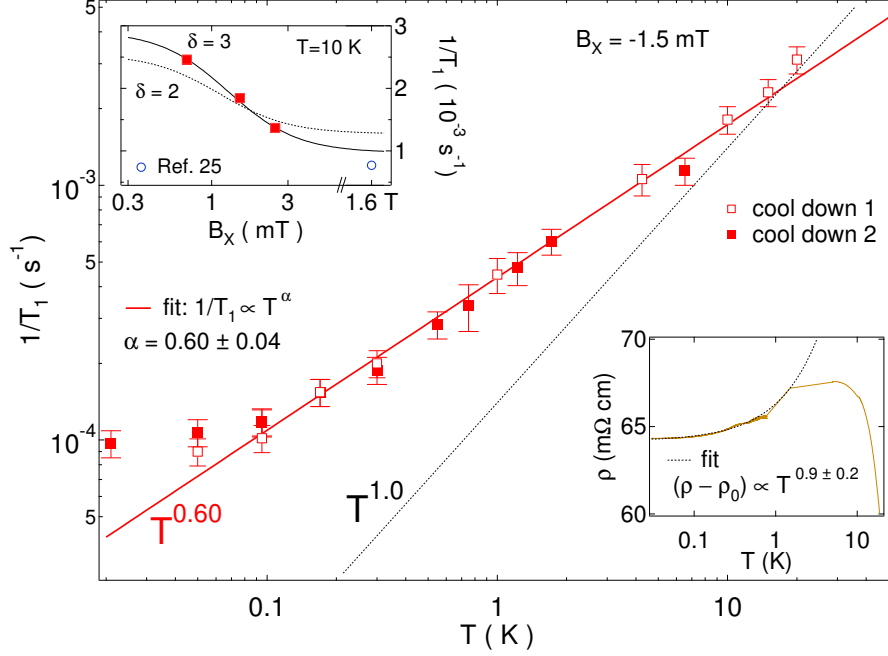 5
10^-3
5
10^-4
5
1/T_1 ( s^-1)
0.1
1
10
T ( K )
B_X = -1.5 mT
cool down 1
cool down 2
fit: 1/T_1 ∝ T^α
α = 0.60 ± 0.04
T^0.60
T^1.0
δ = 3
T=10 K
δ = 2
Ref. 25
0.3
1
3
1.6 T
B_X ( mT )
3
2
1
1/T_1 ( 10^-3 s^-1)
70
65
60
ρ (mΩ cm)
fit
(ρ − ρ_0) ∝ T^0.9 ± 0.2
0.1
1
10
T (K)